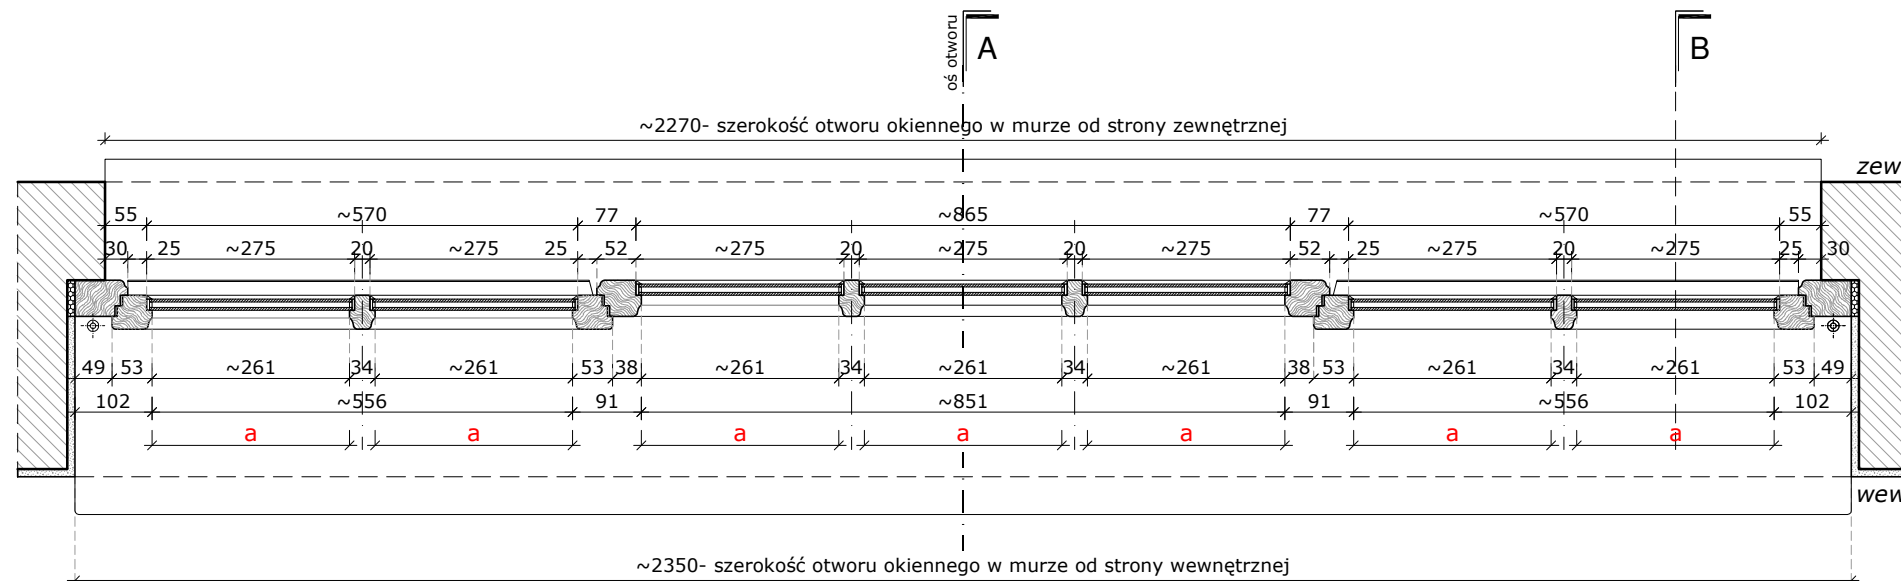 oś otworu
A
B
~2270- szerokość otworu okiennego w murze od strony zewnętrznej
zew
55 ~570 77 ~865 77 ~570 55
30 25 ~275 20 ~275 25 52 ~275 20 ~275 20 ~275 52 25 ~275 20 ~275 25 30
49 53 ~261 34 ~261 53 38 ~261 34 ~261 34 ~261 38 53 ~261 34 ~261 53 49
102 ~556 91 ~851 91 ~556 102
a a a a a a a
wew
~2350- szerokość otworu okiennego w murze od strony wewnętrznej